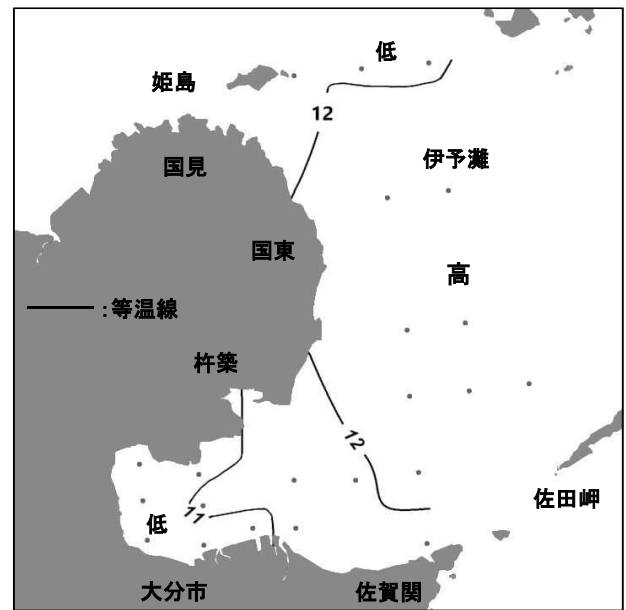 低
姫島
12
伊予灘
国見
国東
高
:等温線
杵築
12
佐田岬
11
低
大分市
佐賀関